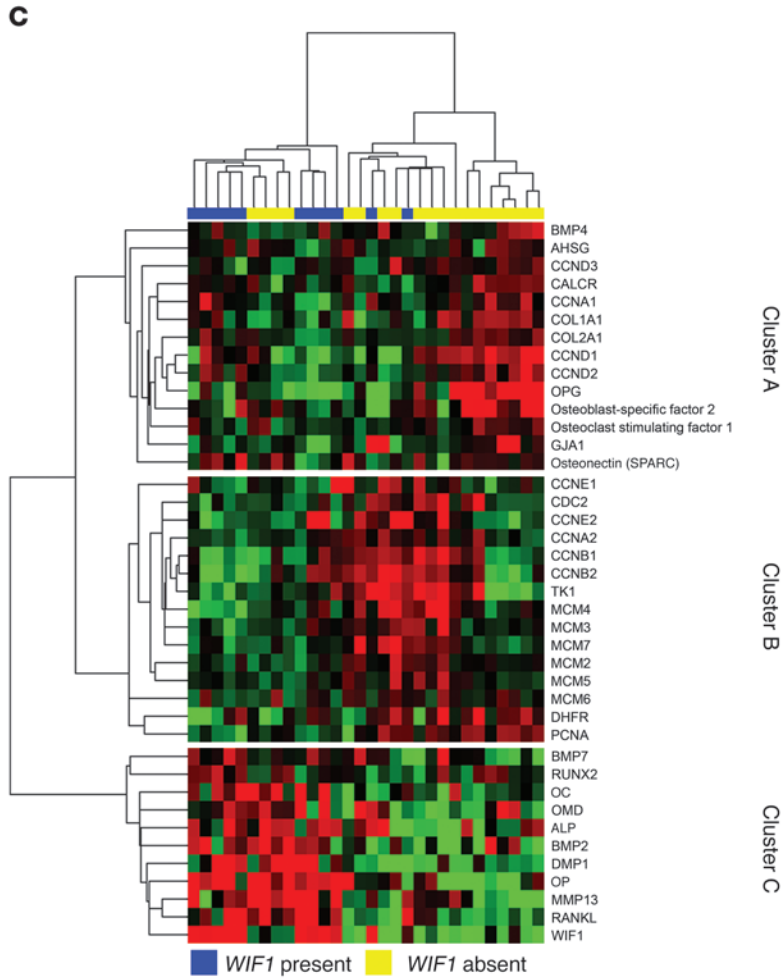 c
BMP4
AHSG
CCND3
CALCR
CCNA1
COL1A1
COL2A1
CCND1
CCND2
OPG
Osteoblast-specific factor 2
Osteoclast stimulating factor 1
GJA1
Osteonectin (SPARC)
Cluster A
CCNE1
CDC2
CCNE2
CCNA2
CCNB1
CCNB2
TK1
MCM4
MCM3
MCM7
MCM2
MCM5
MCM6
DHFR
PCNA
Cluster B
BMP7
RUNX2
OC
OMD
ALP
BMP2
DMP1
OP
MMP13
RANKL
WIF1
Cluster C
WIF1 present WIF1 absent